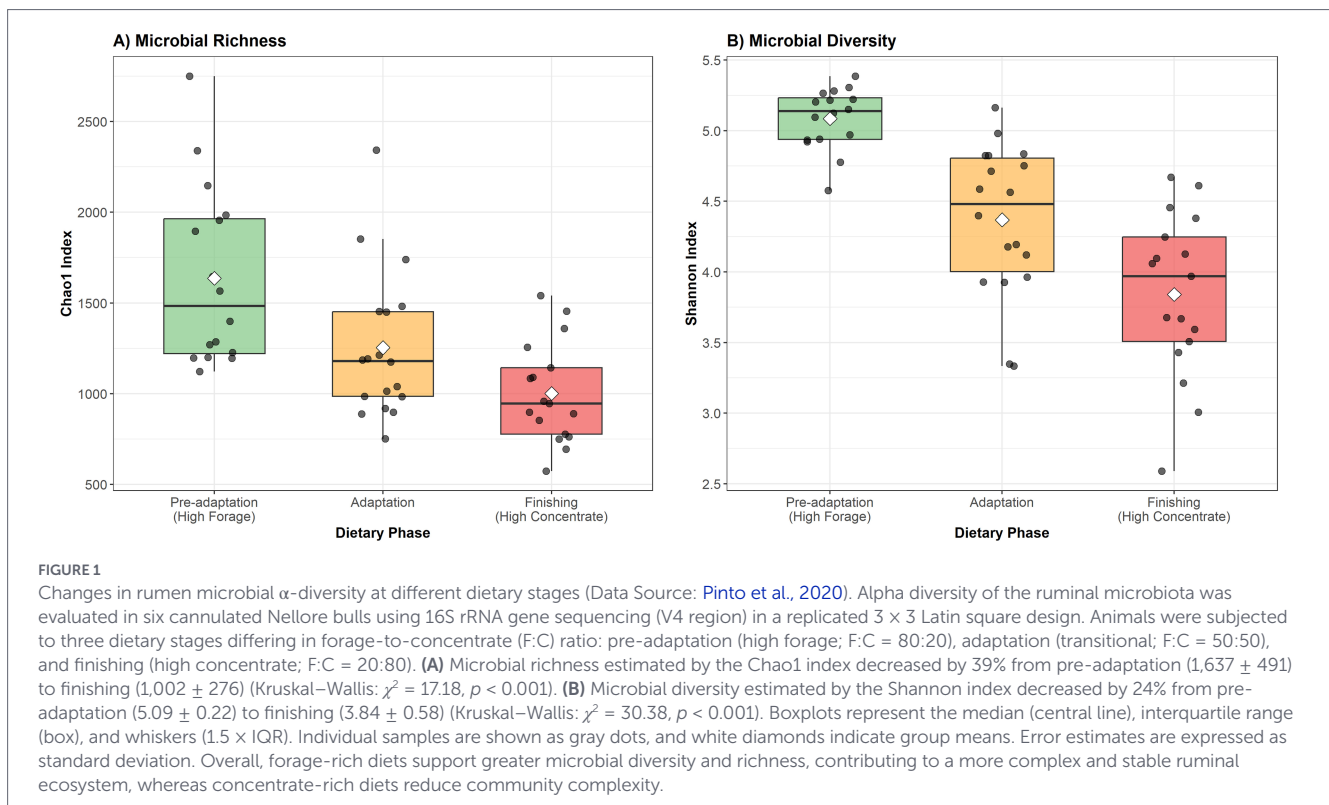 A) Microbial Richness
Chao1 Index
2500
2000
1500
1000
500
Pre-adaptation
(High Forage)
Adaptation
Finishing
(High Concentrate)
Dietary Phase
B) Microbial Diversity
Shannon Index
5.5
5.0
4.5
4.0
3.5
3.0
2.5
Pre-adaptation
(High Forage)
Adaptation
Finishing
(High Concentrate)
Dietary Phase
FIGURE 1
Changes in rumen microbial α-diversity at different dietary stages (Data Source: Pinto et al., 2020). Alpha diversity of the ruminal microbiota was
evaluated in six cannulated Nellore bulls using 16S rRNA gene sequencing (V4 region) in a replicated 3 × 3 Latin square design. Animals were subjected
to three dietary stages differing in forage-to-concentrate (F:C) ratio: pre-adaptation (high forage; F:C = 80:20), adaptation (transitional; F:C = 50:50),
and finishing (high concentrate; F:C = 20:80). (A) Microbial richness estimated by the Chao1 index decreased by 39% from pre-adaptation (1,637 ± 491)
to finishing (1,002 ± 276) (Kruskal–Wallis: χ² = 17.18, p < 0.001). (B) Microbial diversity estimated by the Shannon index decreased by 24% from pre-
adaptation (5.09 ± 0.22) to finishing (3.84 ± 0.58) (Kruskal–Wallis: χ² = 30.38, p < 0.001). Boxplots represent the median (central line), interquartile range
(box), and whiskers (1.5 × IQR). Individual samples are shown as gray dots, and white diamonds indicate group means. Error estimates are expressed as
standard deviation. Overall, forage-rich diets support greater microbial diversity and richness, contributing to a more complex and stable ruminal
ecosystem, whereas concentrate-rich diets reduce community complexity.